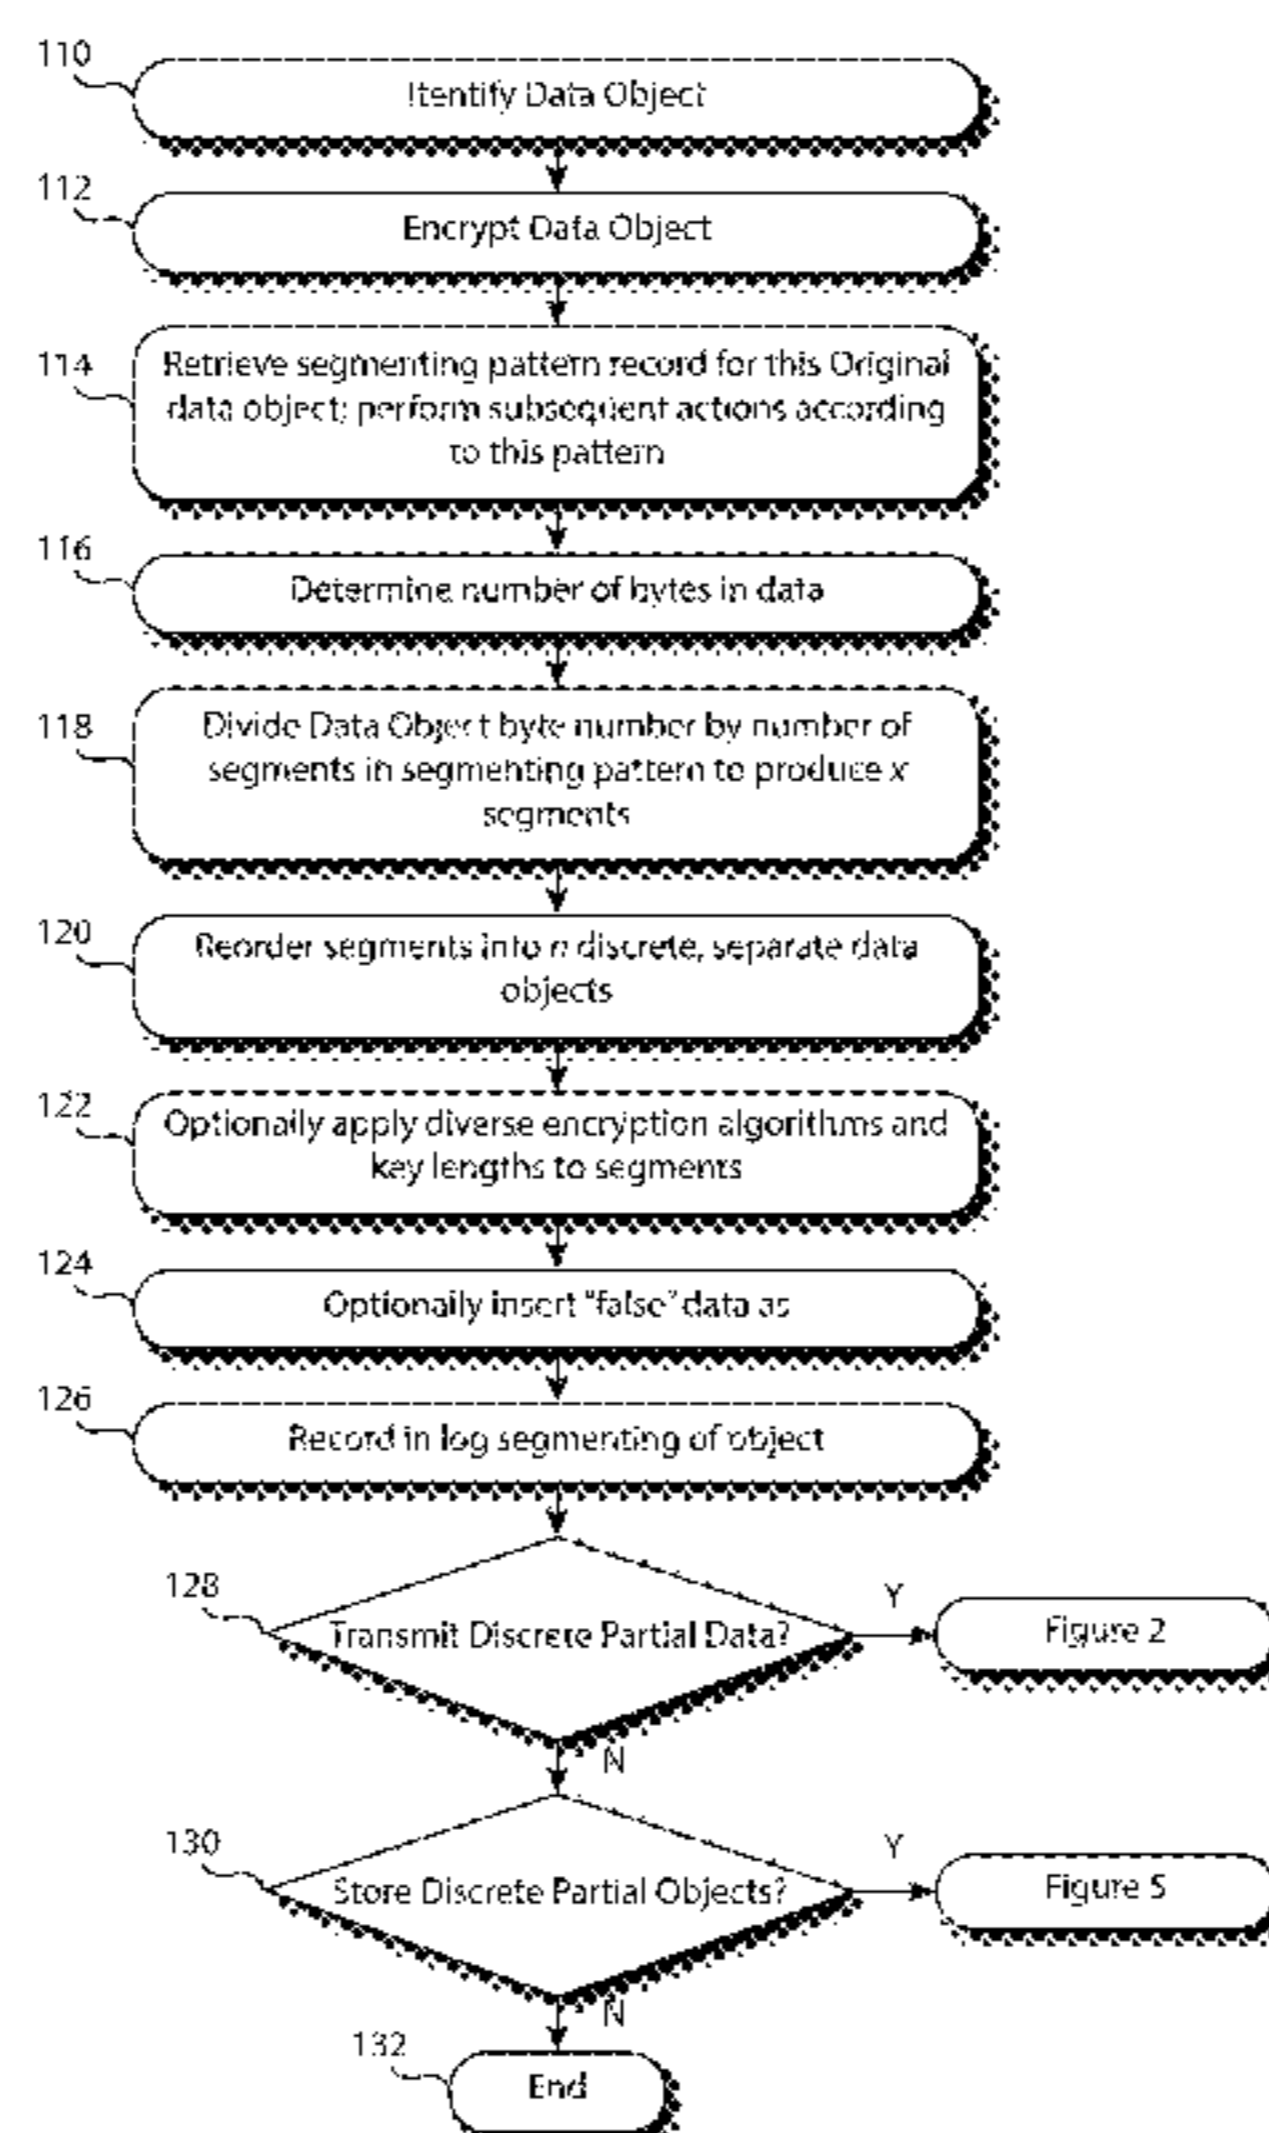 110
Itentify Data Object
112
Encrypt Data Object
114
Retrieve segmenting pattern record for this Original
data object; perform subsequent actions according
to this pattern
116
Determine number of bytes in data
118
Divide Data Object byte number by number of
segments in segmenting pattern to produce x
segments
120
Reorder segments into n discrete, separate data
objects
122
Optionally apply diverse encryption algorithms and
key lengths to segments
124
Optionally insert "false" data as
126
Record in log segmenting of object
128
Transmit Discrete Partial Data?
Y
Figure 2
N
130
Store Discrete Partial Objects?
Y
Figure 5
N
132
End